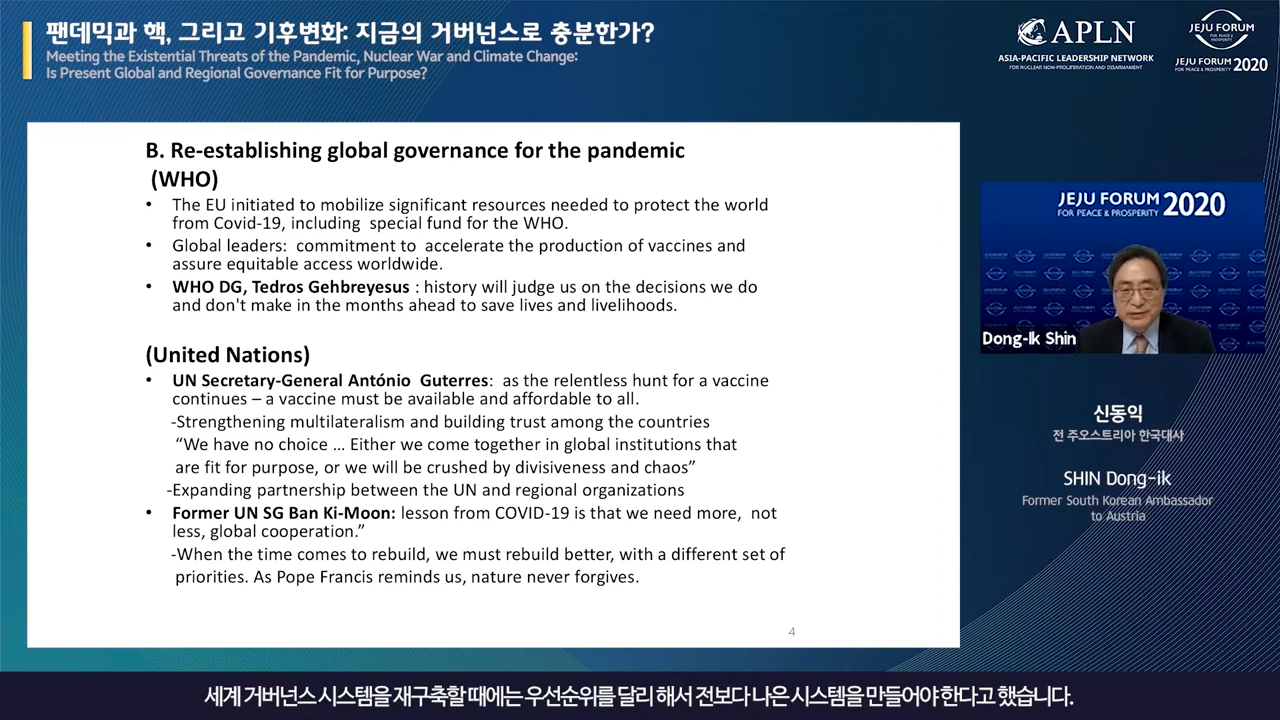 팬데믹과 핵, 그리고 기후변화: 지금의 거버넌스로 충분한가?
Meeting the Existential Threats of the Pandemic, Nuclear War and Climate Change:
Is Present Global and Regional Governance Fit for Purpose?
APLN
ASIA-PACIFIC LEADERSHIP NETWORK
FOR NUCLEAR NON-PROLIFERATION AND DISARMAMENT
JEJU FORUM
FOR PEACE & PROSPERITY
JEJU FORUM 2020
FOR PEACE & PROSPERITY
B. Re-establishing global governance for the pandemic
(WHO)
• The EU initiated to mobilize significant resources needed to protect the world
from Covid-19, including special fund for the WHO.
• Global leaders: commitment to accelerate the production of vaccines and
assure equitable access worldwide.
• WHO DG, Tedros Gehbreyesus : history will judge us on the decisions we do
and don't make in the months ahead to save lives and livelihoods.
(United Nations)
• UN Secretary-General António Guterres: as the relentless hunt for a vaccine
continues – a vaccine must be available and affordable to all.
-Strengthening multilateralism and building trust among the countries
“We have no choice … Either we come together in global institutions that
are fit for purpose, or we will be crushed by divisiveness and chaos”
-Expanding partnership between the UN and regional organizations
• Former UN SG Ban Ki-Moon: lesson from COVID-19 is that we need more, not
less, global cooperation.”
-When the time comes to rebuild, we must rebuild better, with a different set of
priorities. As Pope Francis reminds us, nature never forgives.
4
JEJU FORUM 2020
FOR PEACE & PROSPERITY
Dong-Ik Shin
신동익
전 주오스트리아 한국대사
SHIN Dong-ik
Former South Korean Ambassador
to Austria
세계 거버넌스 시스템을 재구축할 때에는 우선순위를 달리 해서 전보다 나은 시스템을 만들어야 한다고 했습니다.